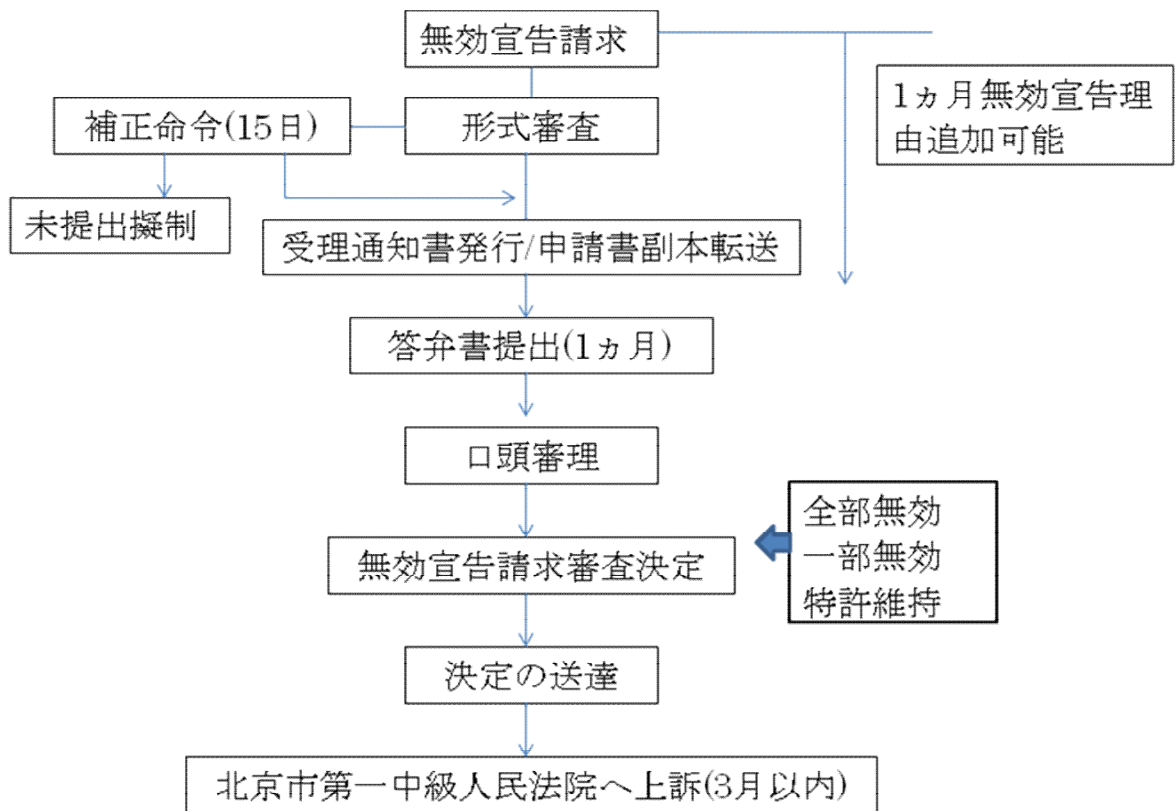 無効宣告請求
1ヵ月無効宣告理
由追加可能
補正命令(15日)
形式審査
未提出擬制
受理通知書発行/申請書副本転送
答弁書提出(1ヵ月)
口頭審理
全部無効
一部無効
特許維持
無効宣告請求審査決定
決定の送達
北京市第一中級人民法院へ上訴(3月以内)